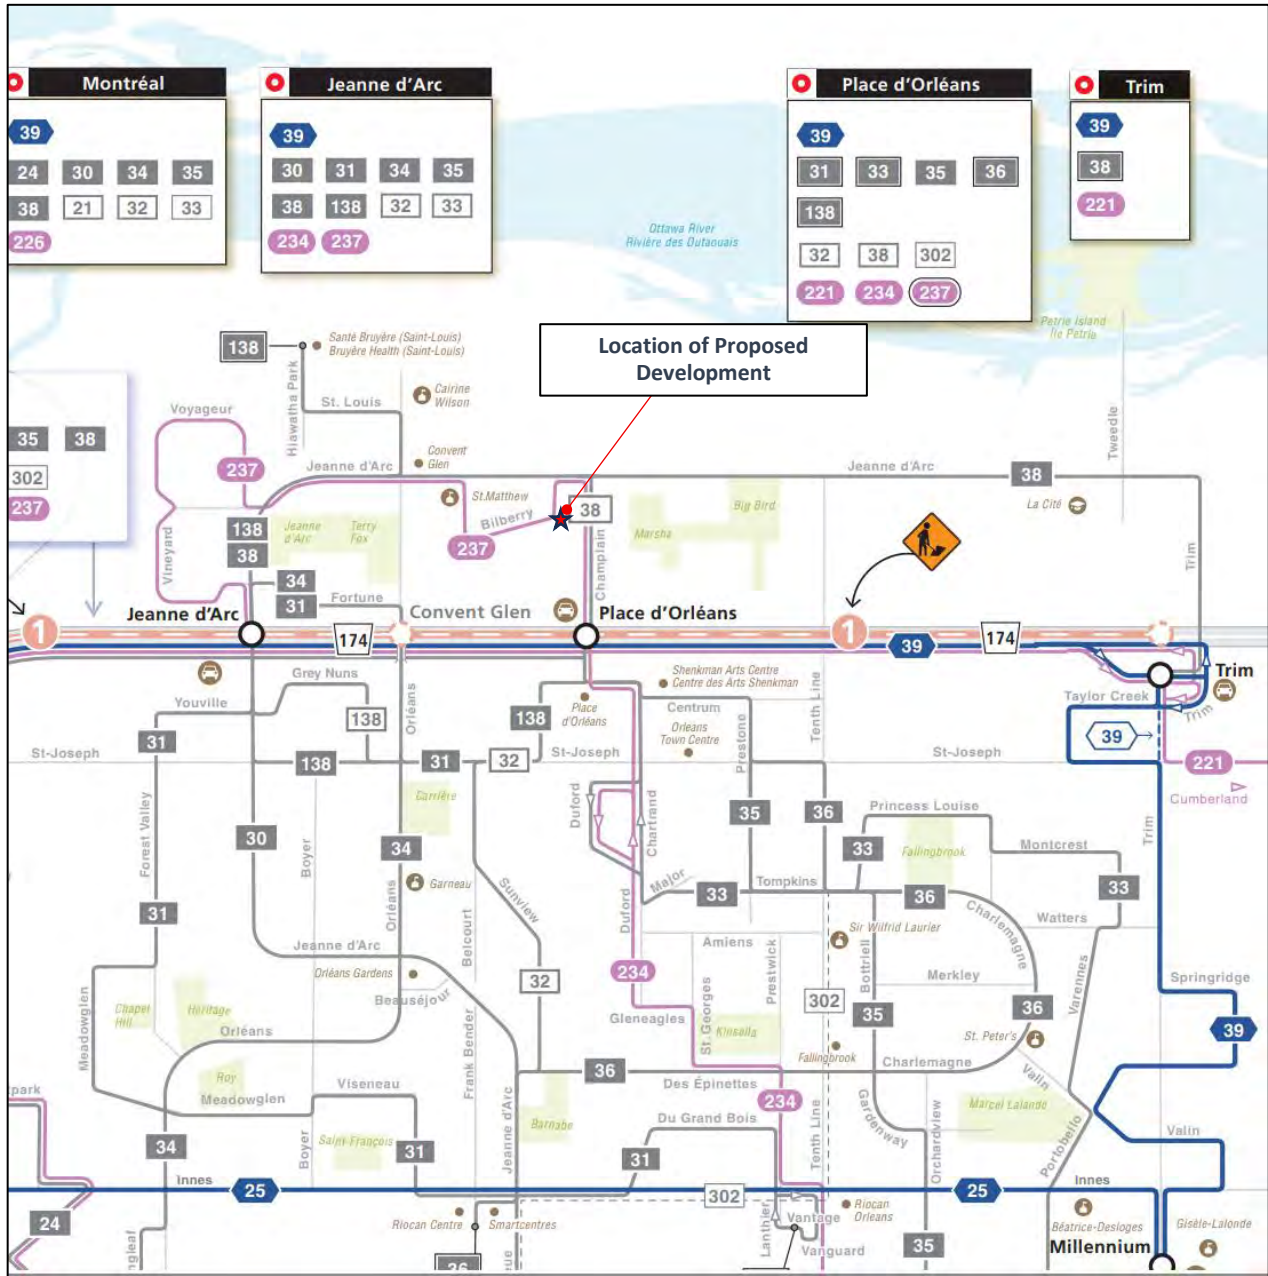 Montréal
39
24 30 34 35
38 21 32 33
226
Jeanne d'Arc
39
30 31 34 35
38 138 32 33
234 237
Place d'Orléans
39
31 33 35 36
138
32 38 302
221 234 237
Trim
39
38
221
Ottawa River
Rivière des Outaouais
Petrie Island
Île Petrie
Location of Proposed
Development
138
Santé Bruyère (Saint-Louis)
Bruyère Health (Saint-Louis)
Hiawatha Park
St. Louis
Cairine
Wilson
Voyageur
35 38
302
237
237
Convent
Glen
Jeanne d'Arc
Jeanne d'Arc
38
Tweedle
La Cité
St.Matthew
Bilberry
38
Big Bird
Marsha
138
Jeanne
d'Arc
Terry
Fox
38
237
Champlain
Vineyard
34
31
Fortune
Trim
Jeanne d'Arc
Convent Glen
Place d'Orléans
1
174
1
39
174
Trim
Grey Nuns
Youville
138
Orléans
138
Place
d'Orléans
Shenkman Arts Centre
Centre des Arts Shenkman
Centrum
Orleans
Town Centre
Prestone
Tenth Line
Taylor Creek
Trim
39
31
St-Joseph
138
31
32
St-Joseph
St-Joseph
221
Cumberland
Forest Valley
Boyer
Carrière
Duford
Chartrand
30
34
35
36
Princess Louise
33
Fallingbrook
Montcrest
Trim
Garneau
Orléans
Belcourt
Sunview
Major
33
Tompkins
36
33
31
Charlemagne
Watters
Duford
Amiens
Sir Wilfrid Laurier
Jeanne d'Arc
Orléans Gardens
Beauséjour
32
234
Prestwick
Bottriell
Merkley
Varennes
Springridge
Meadowglen
Chapel
Hill
Héritage
Orléans
Frank Bender
Gleneagles
St. Georges
Kinsella
302
35
36
St. Peter's
39
Fallingbrook
Charlemagne
Valin
park
Roy
Meadowglen
Viseneau
36
Des Épinettes
234
Barnabe
Du Grand Bois
Tenth Line
Gardenway
Orchardview
Marcel Lalande
Portobello
Valin
34
Boyer
Saint-François
31
Jeanne d'Arc
31
Innes
25
302
25
Innes
24
Riocan Centre
Smartcentres
Lanthier
Vantage
Vanguard
Riocan
Orleans
35
Béatrice-Desloges
Gisèle-Lalonde
Millennium
ngleaf
36
rue